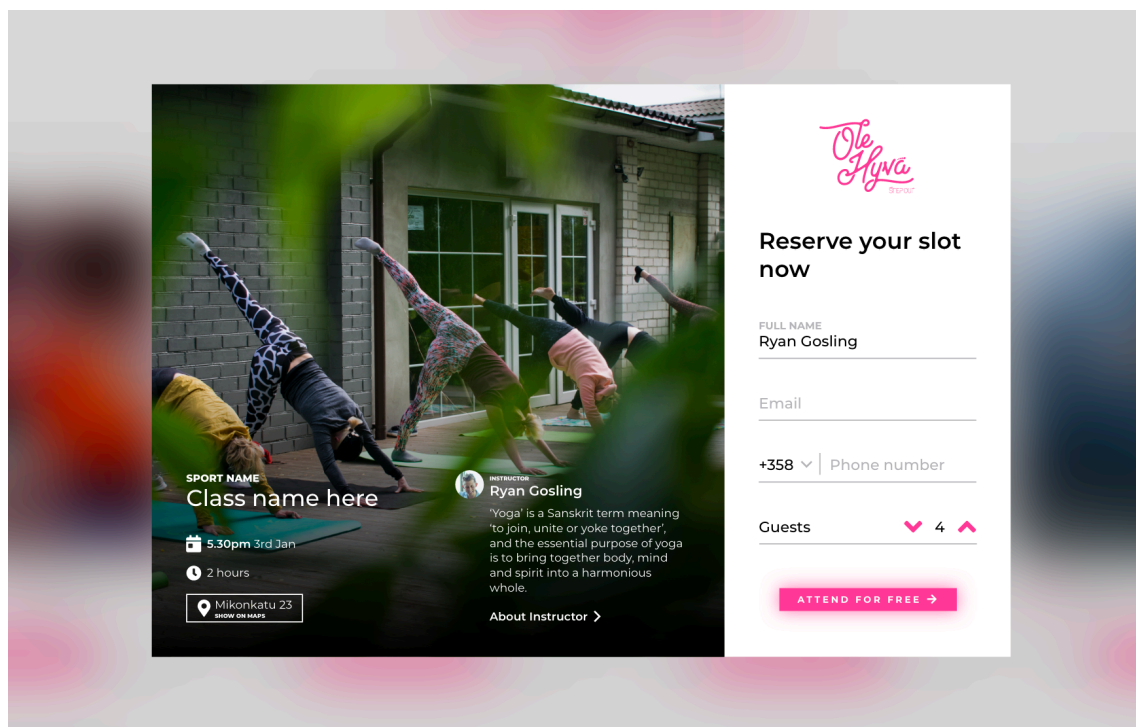 Ole
Hyvä
STEP OUT
Reserve your slot
now
FULL NAME
Ryan Gosling
Email
+358
Phone number
Guests
4
ATTEND FOR FREE
SPORT NAME
Class name here
5.30pm 3rd Jan
2 hours
Mikonkatu 23
SHOW ON MAPS
INSTRUCTOR
Ryan Gosling
‘Yoga’ is a Sanskrit term meaning
‘to join, unite or yoke together’,
and the essential purpose of yoga
is to bring together body, mind
and spirit into a harmonious
whole.
About Instructor